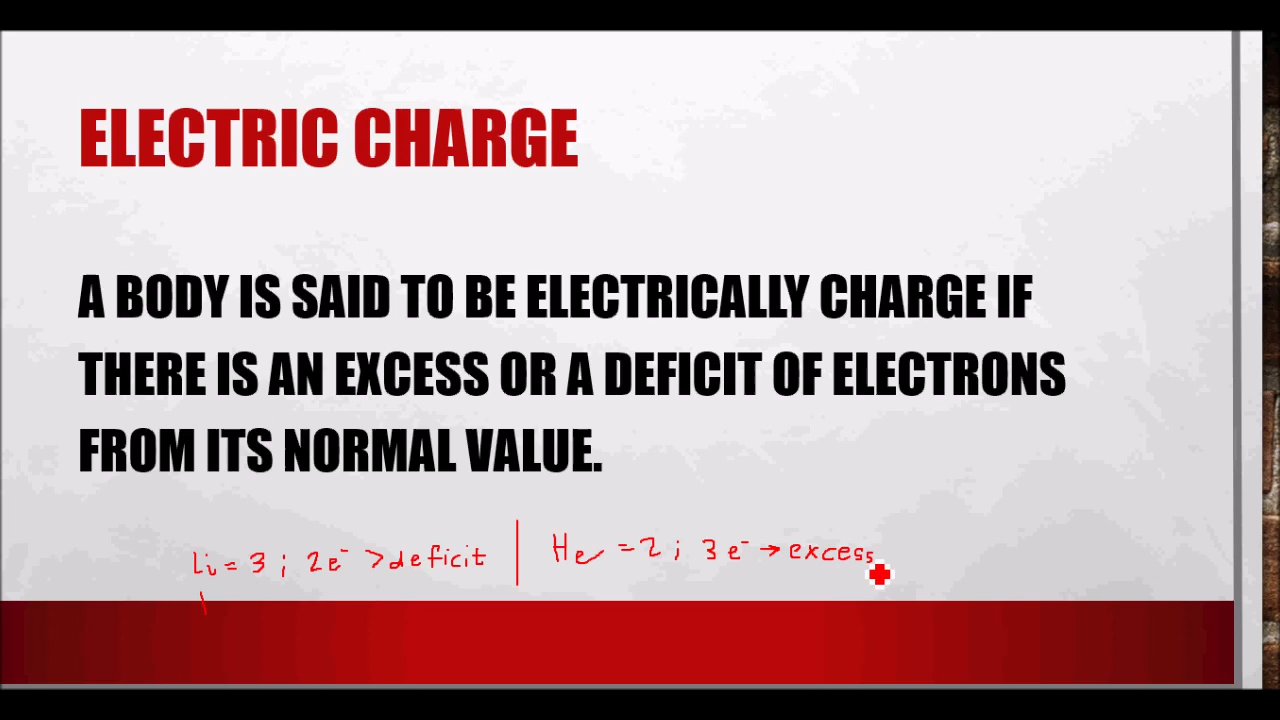 ELECTRIC CHARGE
A BODY IS SAID TO BE ELECTRICALLY CHARGE IF
THERE IS AN EXCESS OR A DEFICIT OF ELECTRONS
FROM ITS NORMAL VALUE.
Li = 3 ; 2e⁻ > deficit | He = 2 ; 3e⁻ → excess